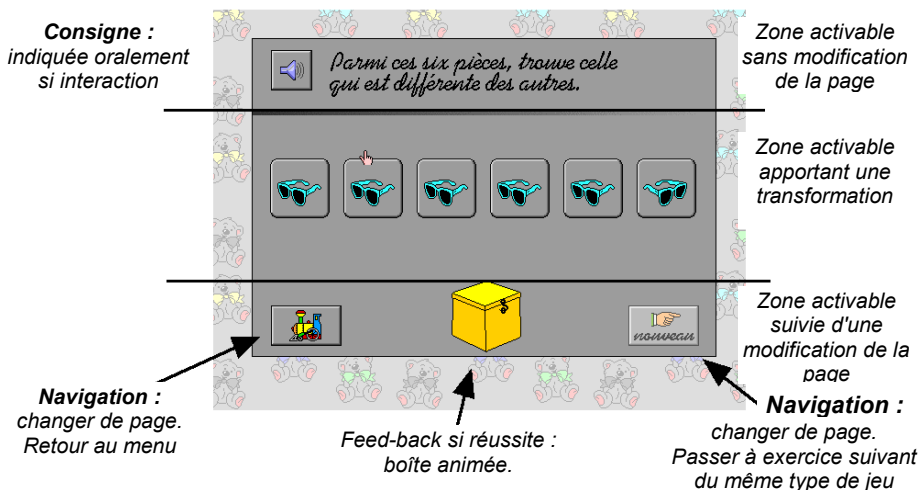 Consigne :
indiquée oralement
si interaction
Parmi ces six pièces, trouve celle
qui est différente des autres.
Zone activable
sans modification
de la page
Zone activable
apportant une
transformation
Zone activable
suivie d'une
modification de la
page
nouveau
Navigation :
changer de page.
Retour au menu
Feed-back si réussite :
boîte animée.
Navigation :
changer de page.
Passer à exercice suivant
du même type de jeu